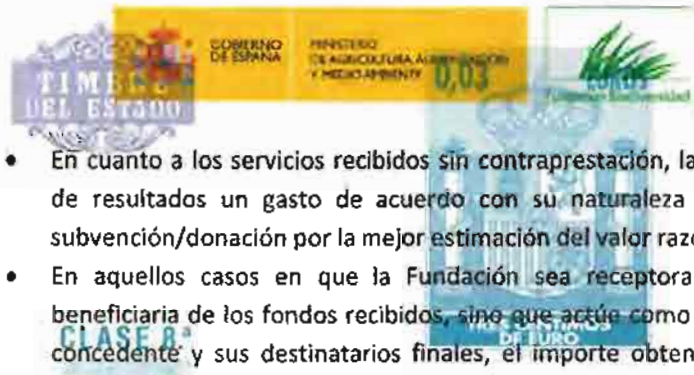 GOBIERNO
DE ESPAÑA
MINISTERIO
DE AGRICULTURA, ALIMENTACIÓN
Y MEDIO AMBIENTE
TIMBRE
DEL ESTADO
0,03
EUROS
Fundación Biodiversidad
• En cuanto a los servicios recibidos sin contraprestación, la
de resultados un gasto de acuerdo con su naturaleza
subvención/donación por la mejor estimación del valor razo
• En aquellos casos en que la Fundación sea receptora
beneficiaria de los fondos recibidos, sino que actúe como
CLASE 8.ª
TRES CÉNTIMOS
DE EURO
concedente y sus destinatarios finales, el importe obten